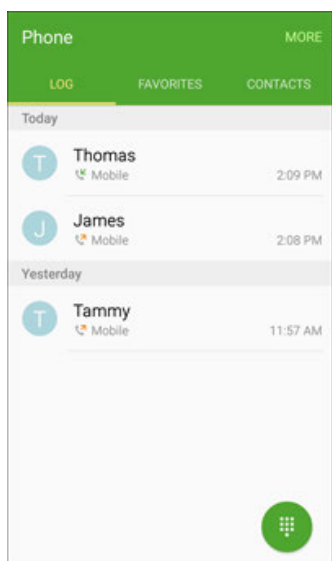 Phone MORE
LOG FAVORITES CONTACTS
Today
T Thomas
Mobile 2:09 PM
J James
Mobile 2:08 PM
Yesterday
T Tammy
Mobile 11:57 AM